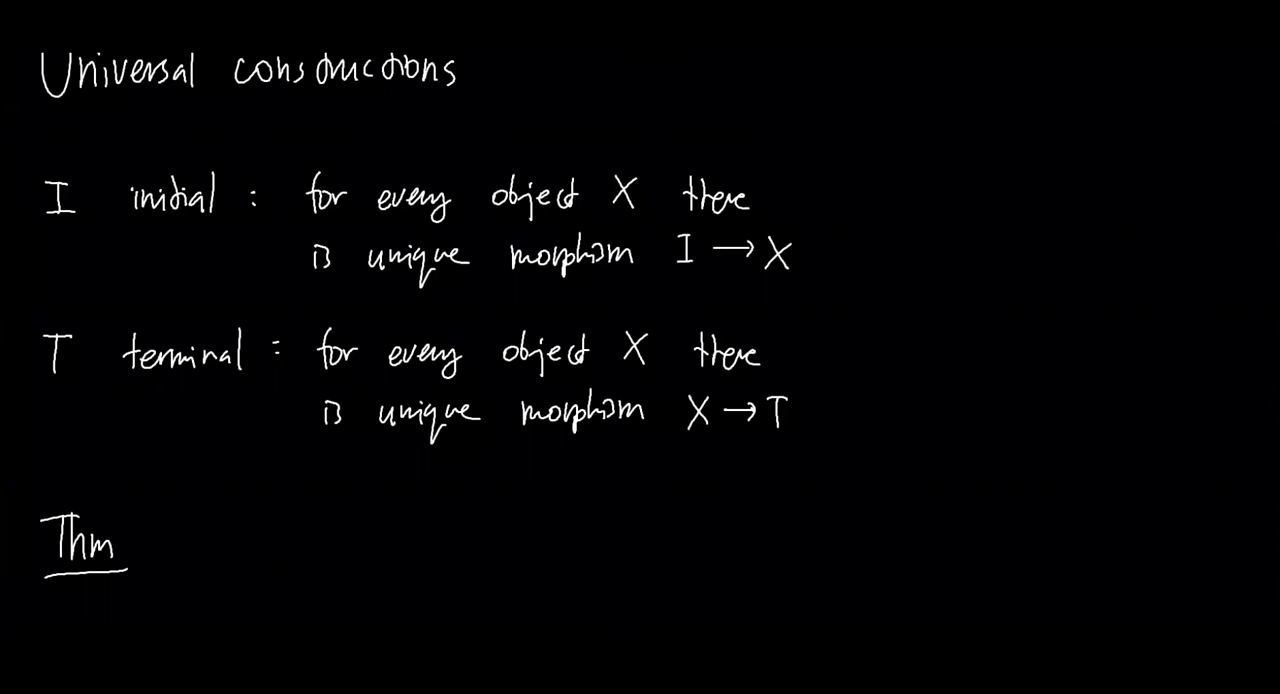 Universal constructions
I initial : for every object X there
is unique morphism I → X
T terminal : for every object X there
is unique morphism X → T
Thm